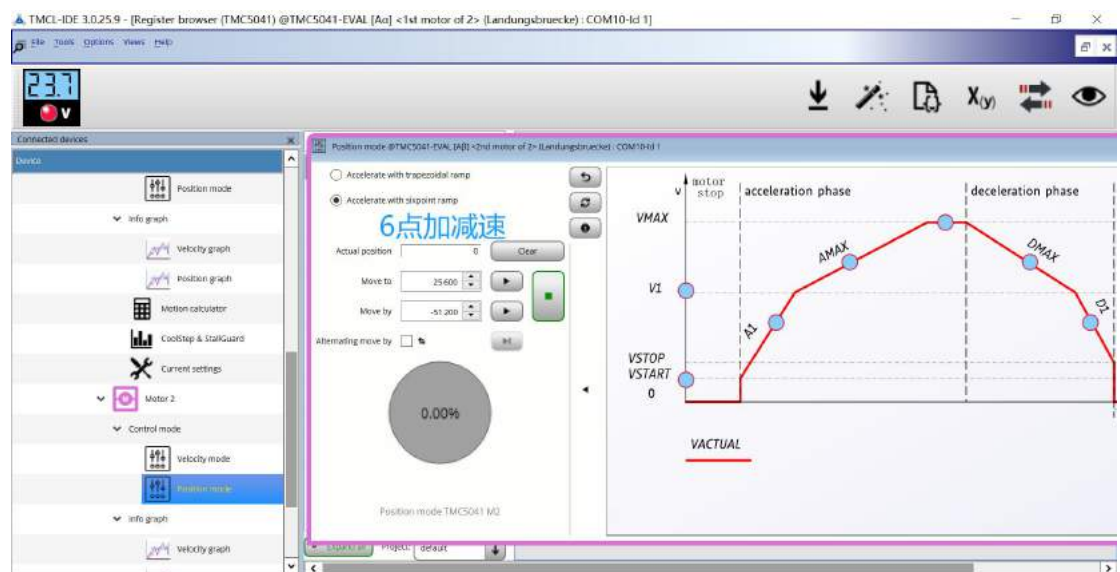 TMCL-IDE 3.0.25.9 - [Register browser (TMC5041) @TMC5041-EVAL [Aα] <1st motor of 2> (Landungsbruecke) : COM10-Id 1]
File Tools Options Views Help
23.7
V
X(y)
Connected devices
Device
Position mode
Info graph
Velocity graph
Position graph
Motion calculator
CoolStep & StallGuard
Current settings
Motor 2
Control mode
Velocity mode
Position mode
Info graph
Velocity graph
Position mode @TMC5041-EVAL [Aβ] <2nd motor of 2> (Landungsbruecke) : COM10-Id 1
Accelerate with trapezoidal ramp
Accelerate with sixpoint ramp
6点加减速
Actual position 0 Clear
Move to 25 600
Move by -51 200
Alternating move by
0.00%
Position mode TMC5041 M2
Expand all Project: default
v
motor stop
acceleration phase
deceleration phase
VMAX
AMAX
DMAX
V1
A1
D1
VSTOP
VSTART
0
VACTUAL